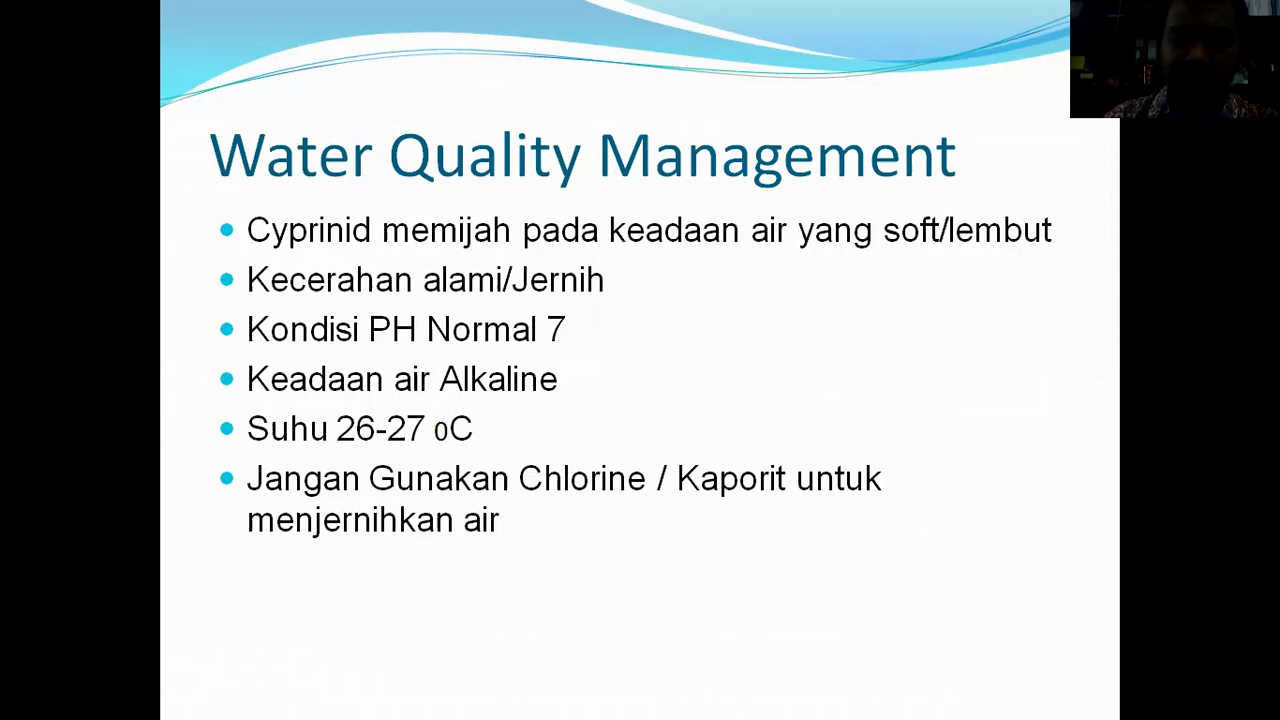 Water Quality Management
Cyprinid memijah pada keadaan air yang soft/lembut
Kecerahan alami/Jernih
Kondisi PH Normal 7
Keadaan air Alkaline
Suhu 26-27 0C
Jangan Gunakan Chlorine / Kaporit untuk
menjernihkan air